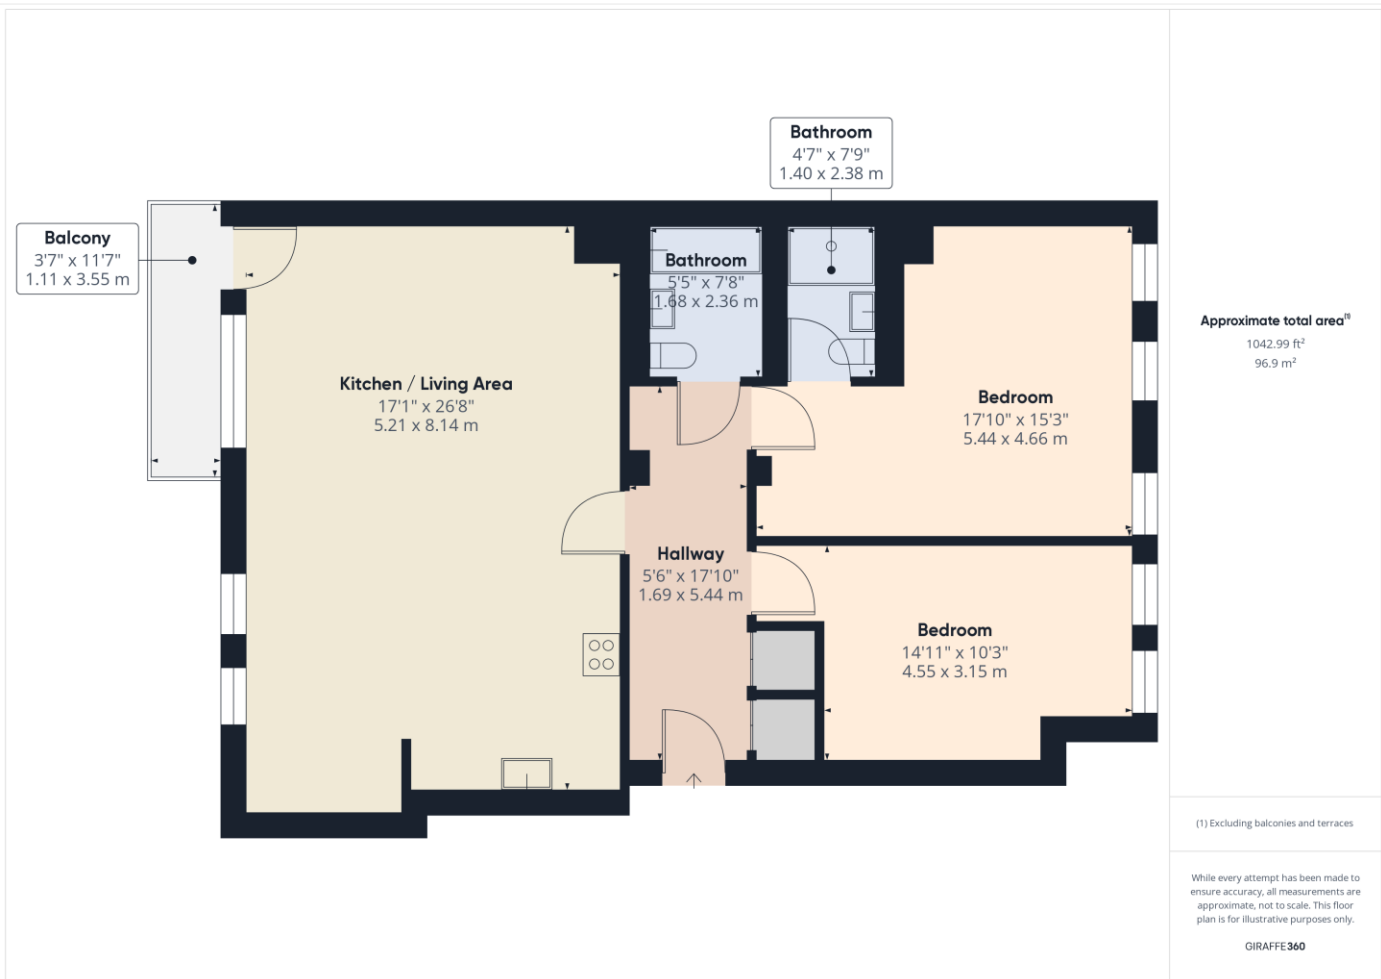 Bathroom
4'7" x 7'9"
1.40 x 2.38 m
Balcony
3'7" x 11'7"
1.11 x 3.55 m
Bathroom
5'5" x 7'8"
1.68 x 2.36 m
Kitchen / Living Area
17'1" x 26'8"
5.21 x 8.14 m
Bedroom
17'10" x 15'3"
5.44 x 4.66 m
Hallway
5'6" x 17'10"
1.69 x 5.44 m
Bedroom
14'11" x 10'3"
4.55 x 3.15 m
Approximate total area(1)
1042.99 ft²
96.9 m²
(1) Excluding balconies and terraces
While every attempt has been made to
ensure accuracy, all measurements are
approximate, not to scale. This floor
plan is for illustrative purposes only.
GIRAFFE360